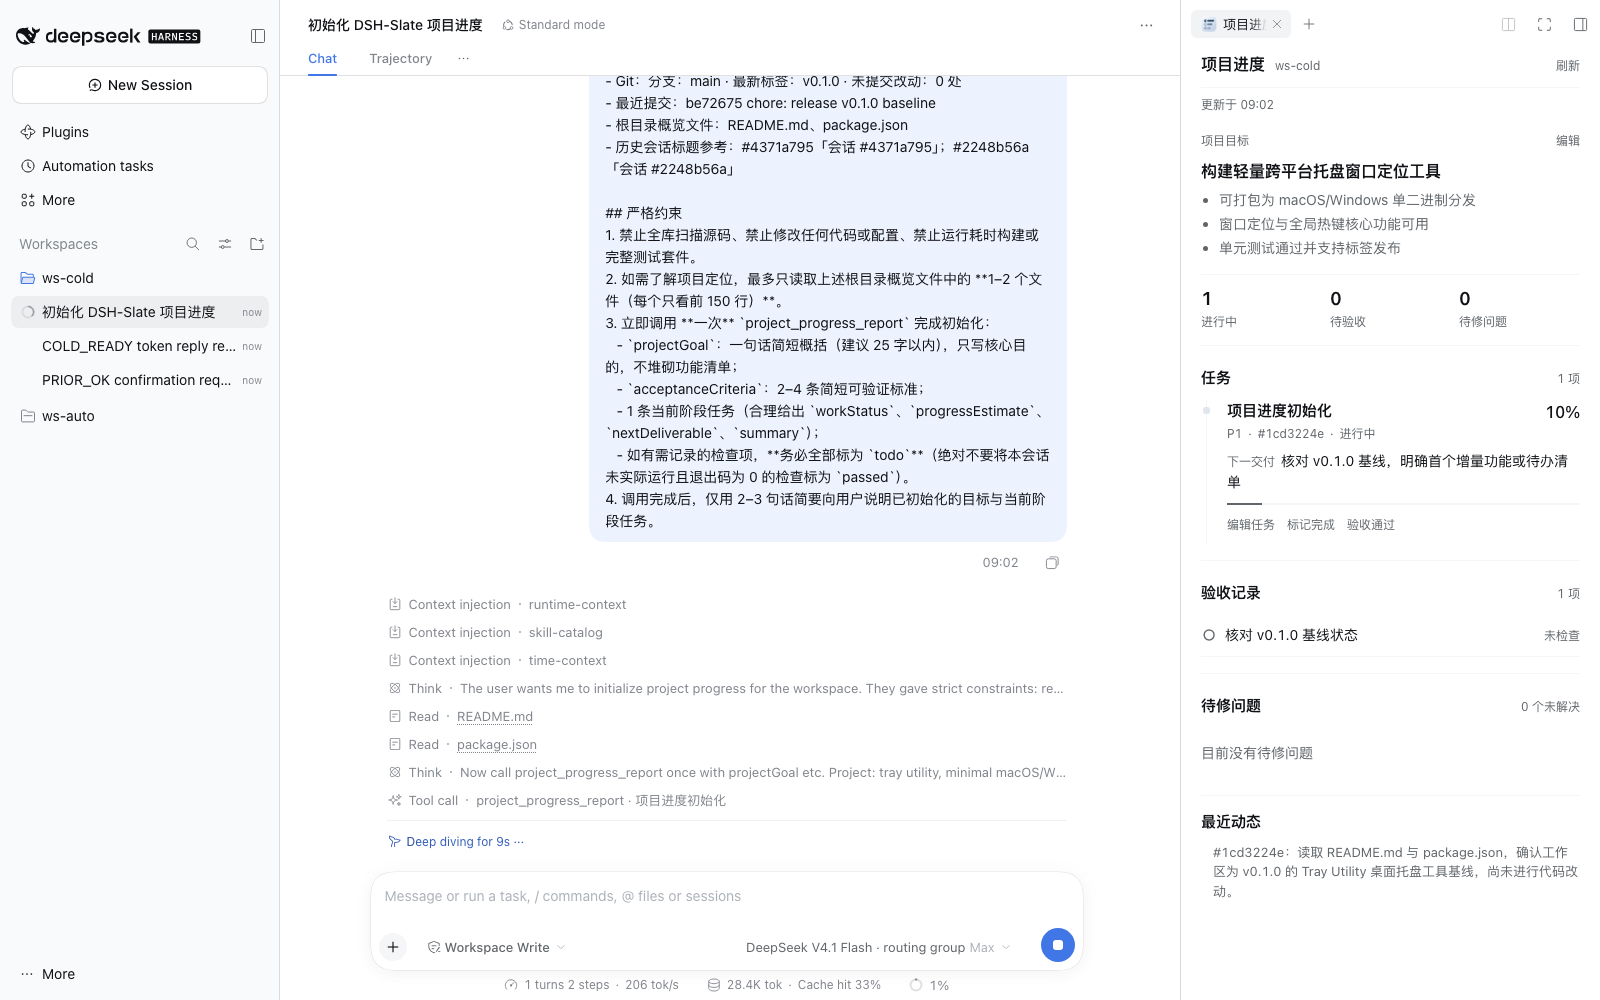 deepseek HARNESS
New Session
Plugins
Automation tasks
More
Workspaces
ws-cold
初始化 DSH-Slate 项目进度 now
COLD_READY token reply re... now
PRIOR_OK confirmation req... now
ws-auto
More
初始化 DSH-Slate 项目进度 Standard mode
Chat Trajectory
- Git：分支：main · 最新标签：v0.1.0 · 未提交改动：0 处
- 最近提交：be72675 chore: release v0.1.0 baseline
- 根目录概览文件：README.md、package.json
- 历史会话标题参考：#4371a795「会话 #4371a795」；#2248b56a
「会话 #2248b56a」
## 严格约束
1. 禁止全库扫描源码、禁止修改任何代码或配置、禁止运行耗时构建或
完整测试套件。
2. 如需了解项目定位，最多只读取上述根目录概览文件中的 **1–2 个文
件（每个只看前 150 行）**。
3. 立即调用 **一次** `project_progress_report` 完成初始化：
- `projectGoal`：一句话简短概括（建议 25 字以内），只写核心目
的，不堆砌功能清单；
- `acceptanceCriteria`：2–4 条简短可验证标准；
- 1 条当前阶段任务（合理给出 `workStatus`、`progressEstimate`、
`nextDeliverable`、`summary`）；
- 如有需记录的检查项，**务必全部标为 `todo`**（绝对不要将本会话
未实际运行且退出码为 0 的检查标为 `passed`）。
4. 调用完成后，仅用 2–3 句话简要向用户说明已初始化的目标与当前阶
段任务。
09:02
Context injection · runtime-context
Context injection · skill-catalog
Context injection · time-context
Think · The user wants me to initialize project progress for the workspace. They gave strict constraints: re...
Read · README.md
Read · package.json
Think · Now call project_progress_report once with projectGoal etc. Project: tray utility, minimal macOS/W...
Tool call · project_progress_report · 项目进度初始化
Deep diving for 9s ···
Message or run a task, / commands, @ files or sessions
Workspace Write DeepSeek V4.1 Flash · routing group Max
1 turns 2 steps · 206 tok/s 28.4K tok · Cache hit 33% 1%
项目进
项目进度 ws-cold 刷新
更新于 09:02
项目目标 编辑
构建轻量跨平台托盘窗口定位工具
• 可打包为 macOS/Windows 单二进制分发
• 窗口定位与全局热键核心功能可用
• 单元测试通过并支持标签发布
1 0 0
进行中 待验收 待修问题
任务 1 项
项目进度初始化 10%
P1 · #1cd3224e · 进行中
下一交付 核对 v0.1.0 基线，明确首个增量功能或待办清
单
编辑任务 标记完成 验收通过
验收记录 1 项
核对 v0.1.0 基线状态 未检查
待修问题 0 个未解决
目前没有待修问题
最近动态
#1cd3224e：读取 README.md 与 package.json，确认工作
区为 v0.1.0 的 Tray Utility 桌面托盘工具基线，尚未进行代码改
动。